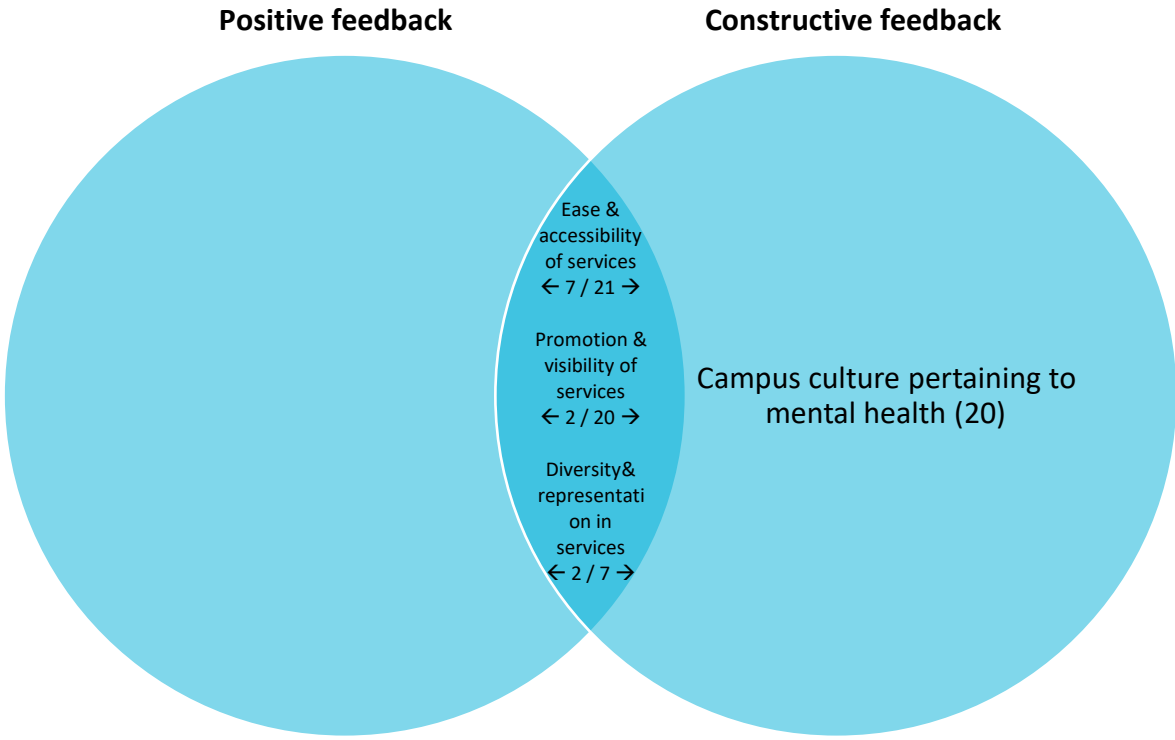 Positive feedback
Constructive feedback
Ease &
accessibility
of services
← 7 / 21 →
Promotion &
visibility of
services
← 2 / 20 →
Diversity&
representati
on in
services
← 2 / 7 →
Campus culture pertaining to
mental health (20)